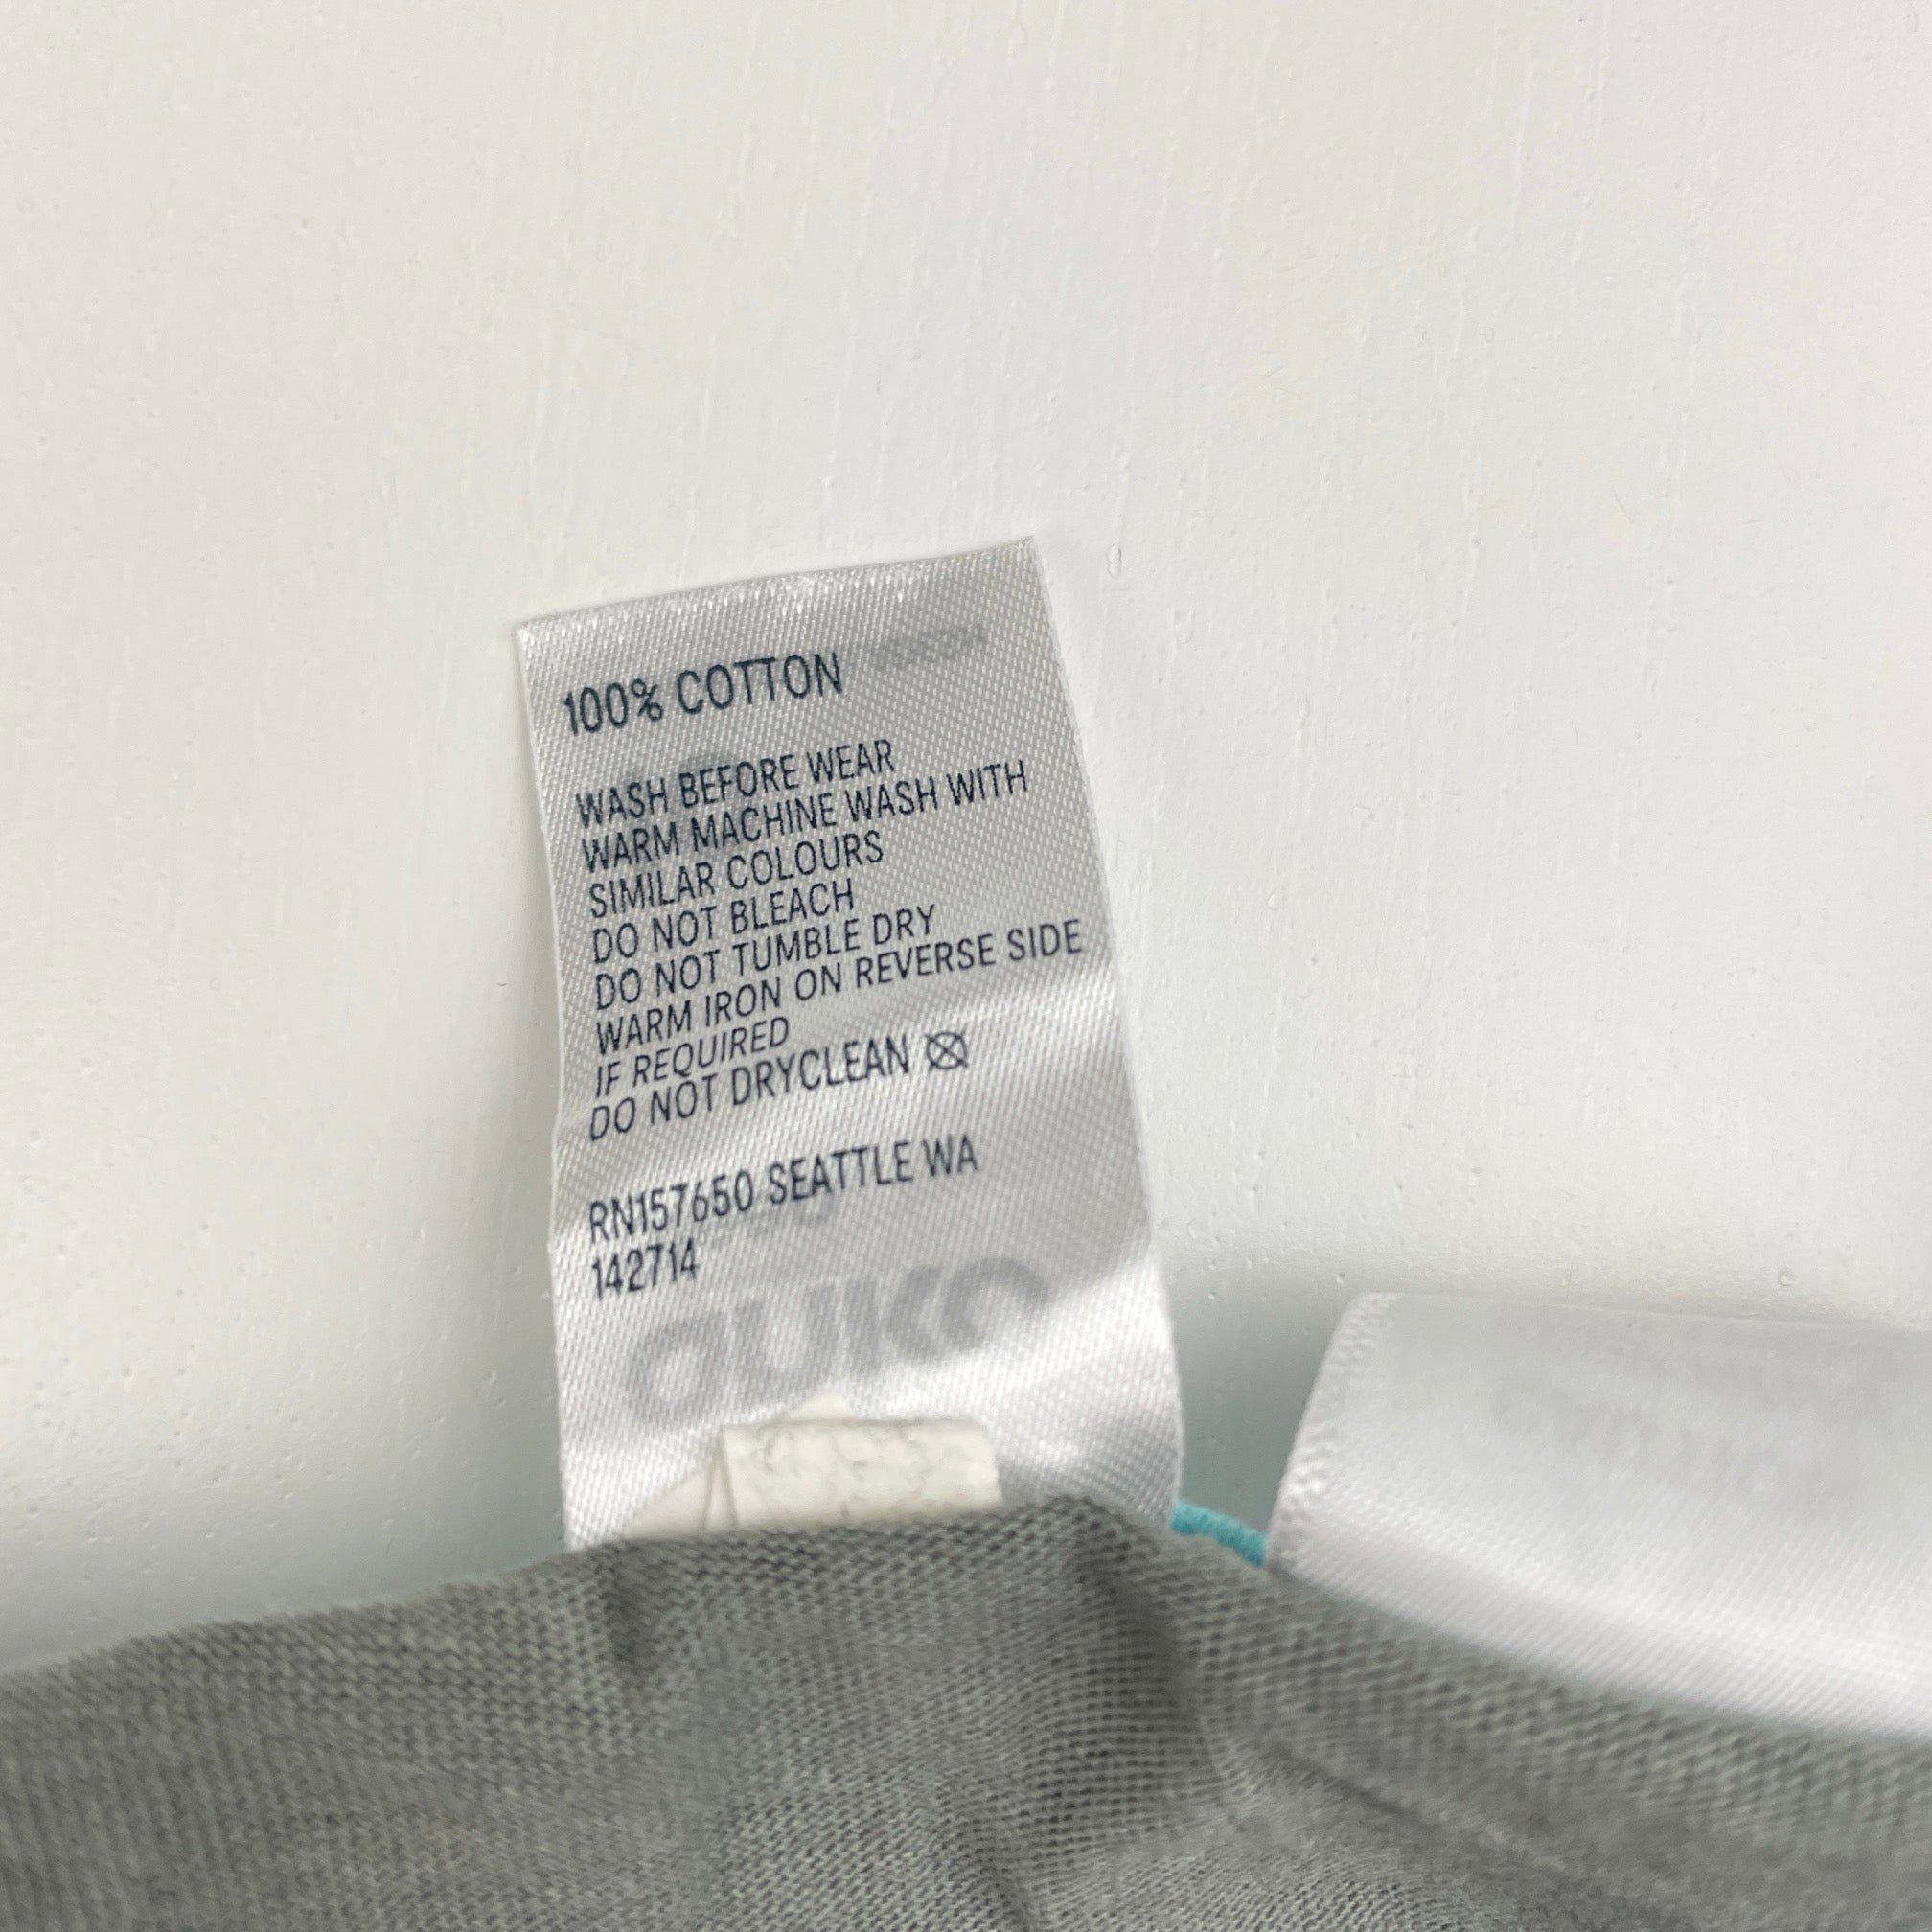 100% COTTON
WASH BEFORE WEAR
WARM MACHINE WASH WITH
SIMILAR COLOURS
DO NOT BLEACH
DO NOT TUMBLE DRY
WARM IRON ON REVERSE SIDE
IF REQUIRED
DO NOT DRYCLEAN
RN157650 SEATTLE WA
142714